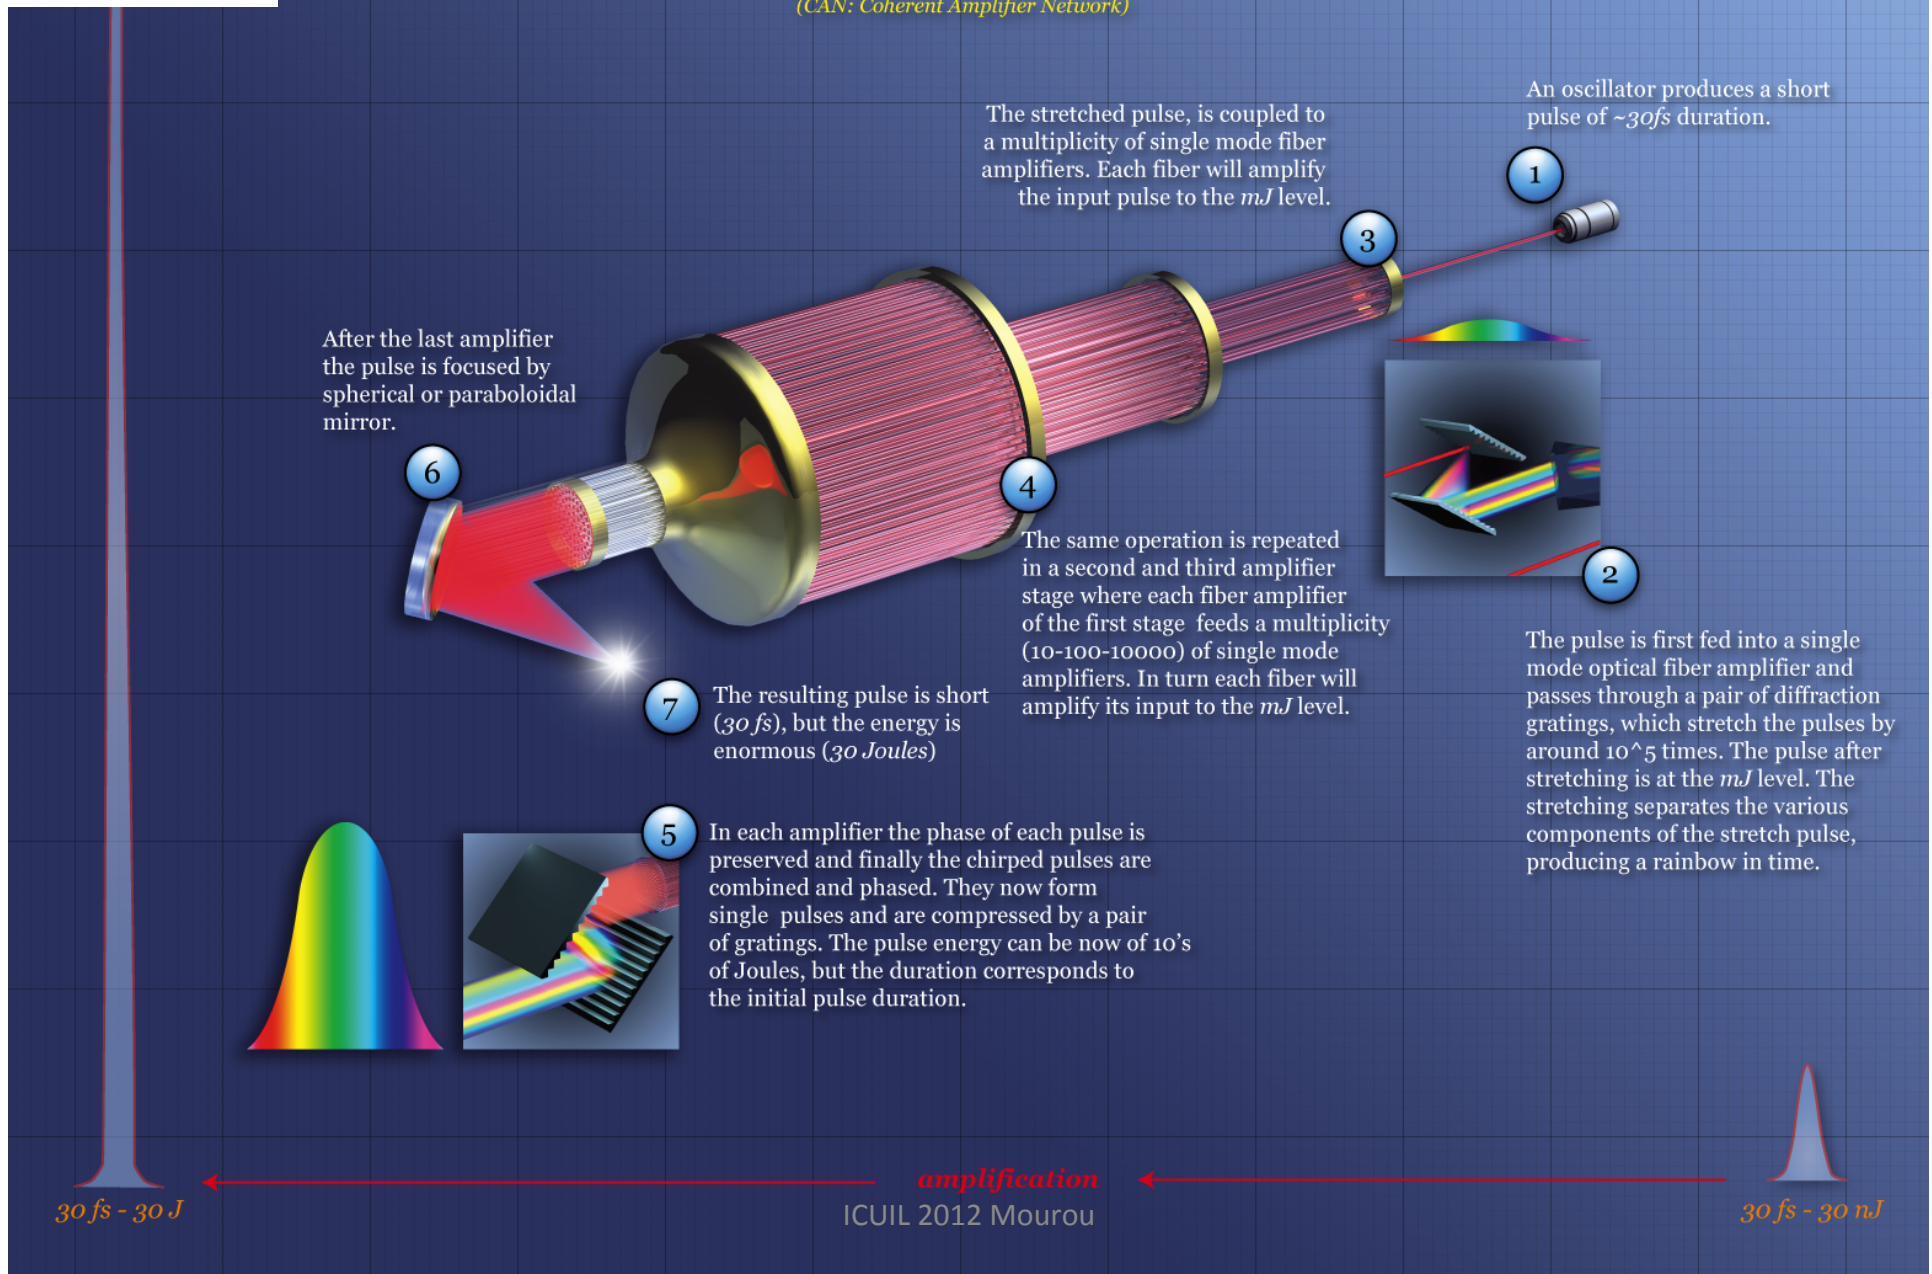 (CAN: Coherent Amplifier Network)
An oscillator produces a short
pulse of ~30fs duration.
1
The stretched pulse, is coupled to
a multiplicity of single mode fiber
amplifiers. Each fiber will amplify
the input pulse to the mJ level.
3
After the last amplifier
the pulse is focused by
spherical or paraboloidal
mirror.
6
4
The same operation is repeated
in a second and third amplifier
stage where each fiber amplifier
of the first stage feeds a multiplicity
(10-100-10000) of single mode
amplifiers. In turn each fiber will
amplify its input to the mJ level.
2
The pulse is first fed into a single
mode optical fiber amplifier and
passes through a pair of diffraction
gratings, which stretch the pulses by
around 10^5 times. The pulse after
stretching is at the mJ level. The
stretching separates the various
components of the stretch pulse,
producing a rainbow in time.
7
The resulting pulse is short
(30 fs), but the energy is
enormous (30 Joules)
5
In each amplifier the phase of each pulse is
preserved and finally the chirped pulses are
combined and phased. They now form
single pulses and are compressed by a pair
of gratings. The pulse energy can be now of 10's
of Joules, but the duration corresponds to
the initial pulse duration.
amplification
30 fs - 30 J
ICUIL 2012 Mourou
30 fs - 30 nJ